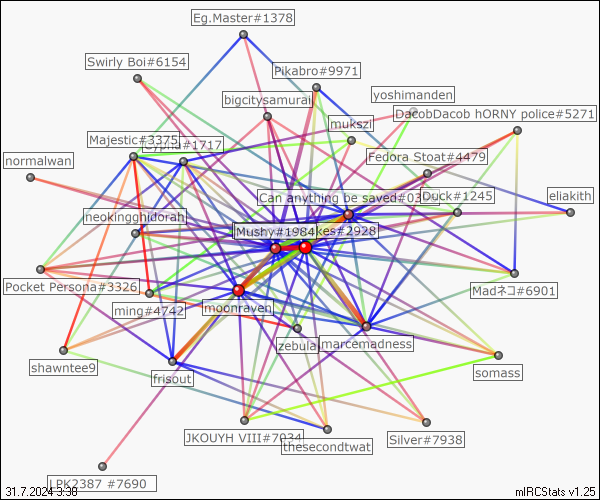 Eg.Master#1378
Swirly Boi#6154
Pikabro#9971
yoshimanden
bigcitysamurai
DacobDacob hORNY police#5271
mukszi
Majestic#3375
#1717
Fedora Stoat#4479
normalwan
Can anything be saved#03
Duck#1245
eliakith
neokingghidorah
Mushy#1984
kes#2928
Pocket Persona#3326
Madネコ#6901
ming#4742
moonraven
zebulaj
marcemadness
shawntee9
frisout
somass
JKOUYH VIII#7034
thesecondtwat
Silver#7938
LPK2387 #7690
31.7.2024 3:38
mIRCStats v1.25